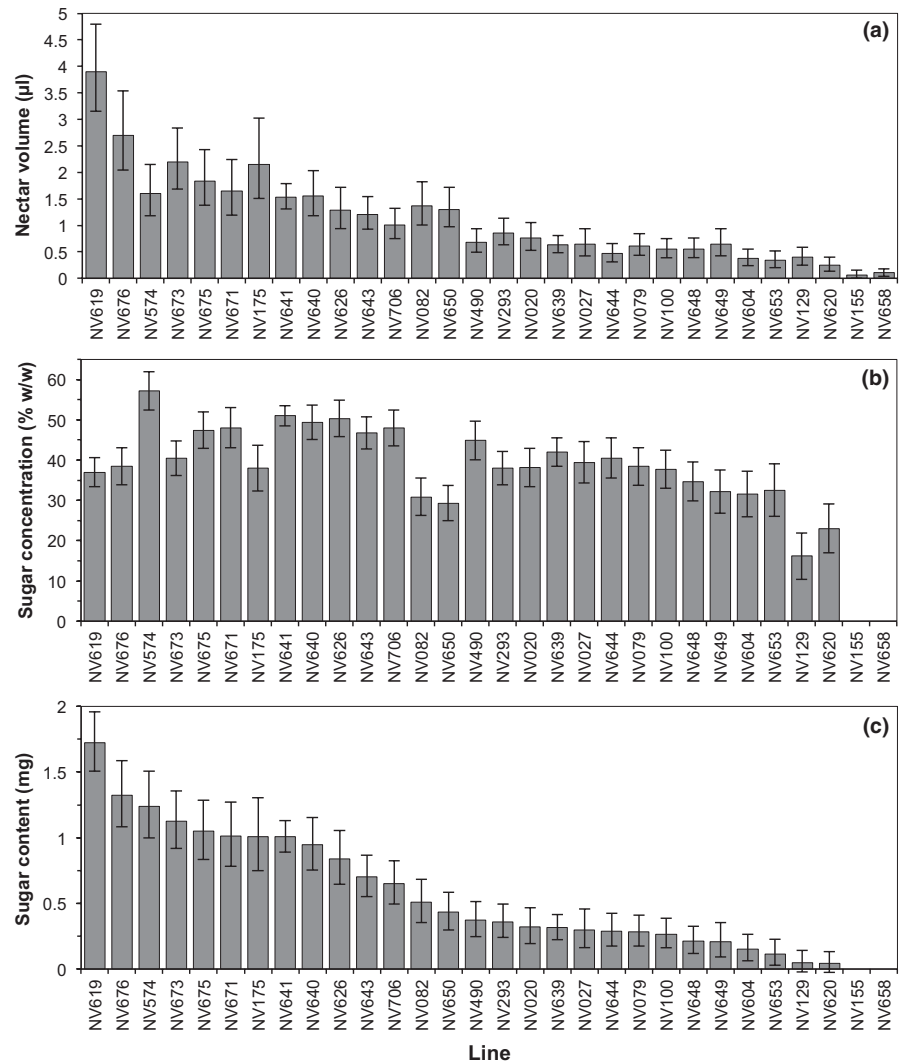 (a)
Nectar volume (µl)
5
4.5
4
3.5
3
2.5
2
1.5
1
0.5
0
NV619 NV676 NV574 NV673 NV675 NV671 NV175 NV641 NV640 NV626 NV643 NV706 NV082 NV650 NV490 NV293 NV020 NV639 NV027 NV644 NV079 NV100 NV648 NV649 NV604 NV653 NV129 NV620 NV155 NV658
(b)
Sugar concentration (% w/w)
60
50
40
30
20
10
0
NV619 NV676 NV574 NV673 NV675 NV671 NV175 NV641 NV640 NV626 NV643 NV706 NV082 NV650 NV490 NV293 NV020 NV639 NV027 NV644 NV079 NV100 NV648 NV649 NV604 NV653 NV129 NV620 NV155 NV658
(c)
Sugar content (mg)
2
1.5
1
0.5
0
NV619 NV676 NV574 NV673 NV675 NV671 NV175 NV641 NV640 NV626 NV643 NV706 NV082 NV650 NV490 NV293 NV020 NV639 NV027 NV644 NV079 NV100 NV648 NV649 NV604 NV653 NV129 NV620 NV155 NV658
Line